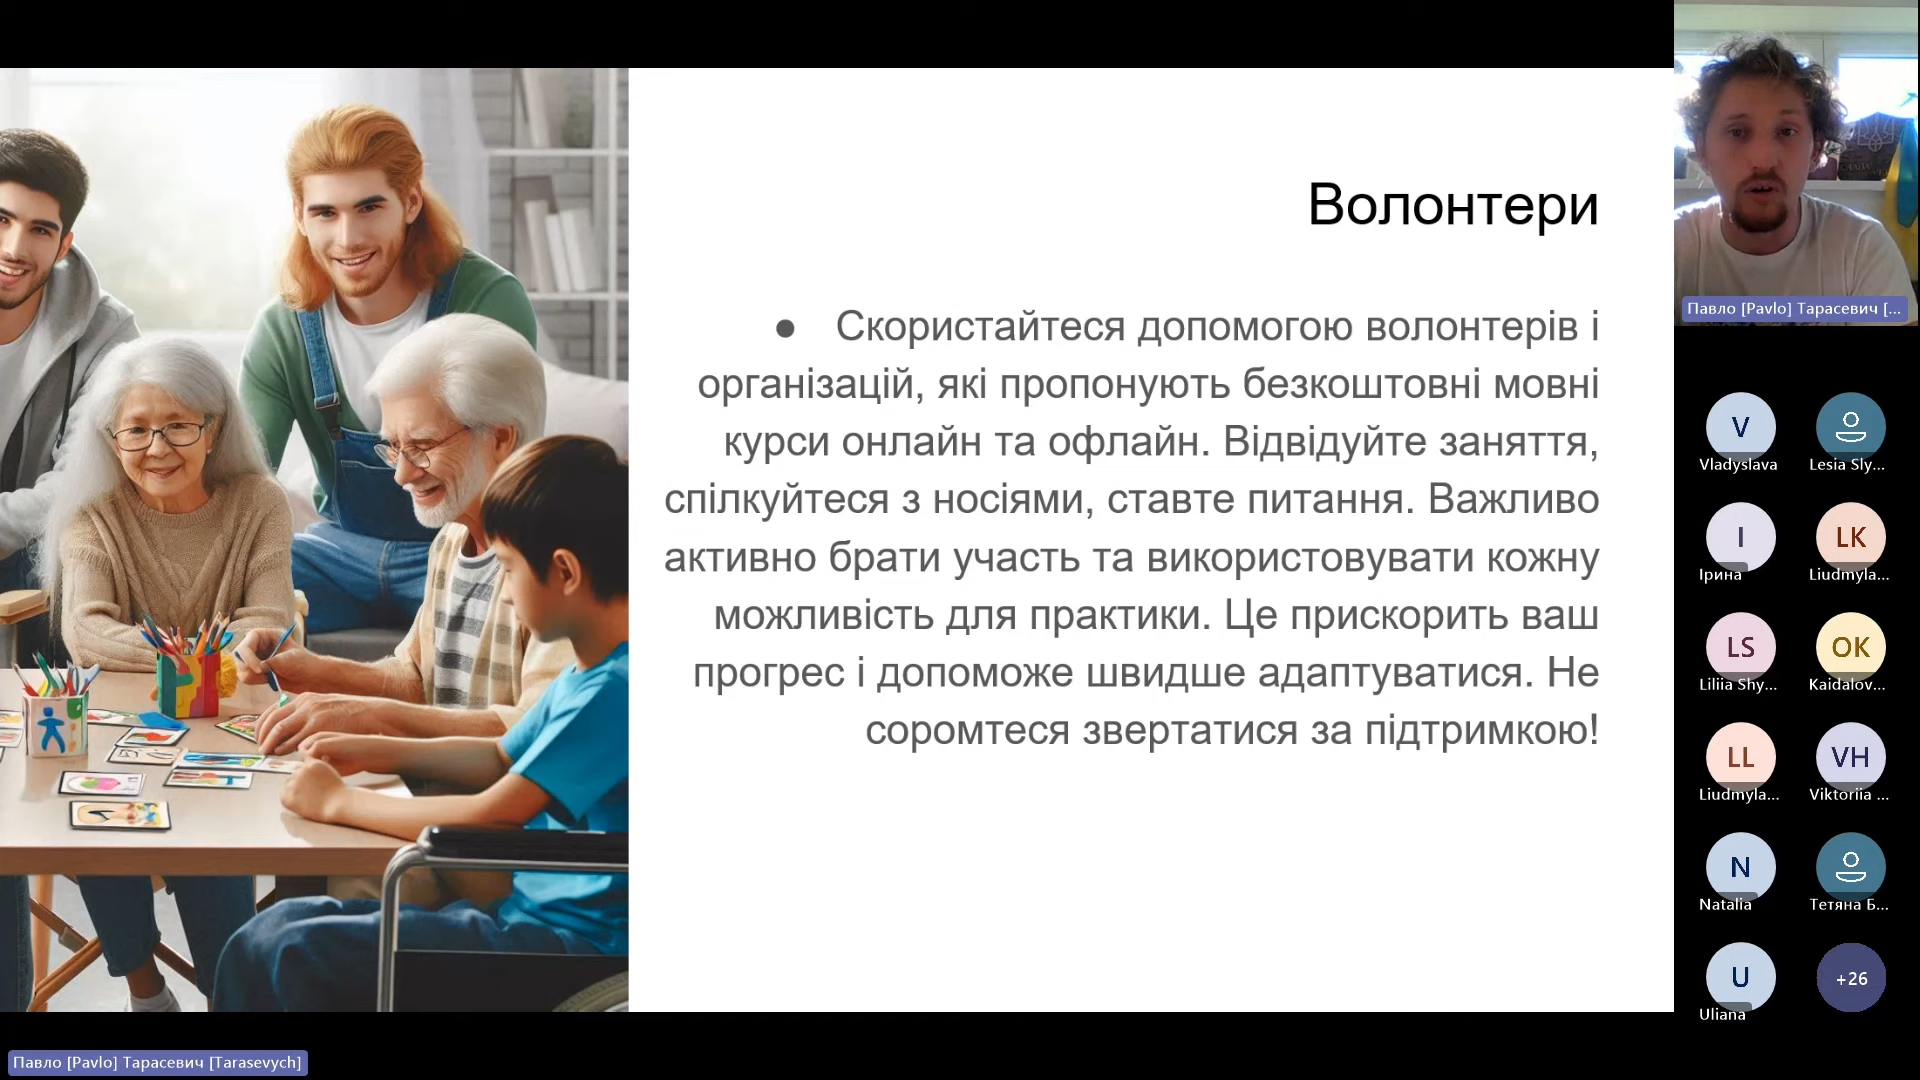 Волонтери
● Скористайтеся допомогою волонтерів і
організацій, які пропонують безкоштовні мовні
курси онлайн та офлайн. Відвідуйте заняття,
спілкуйтеся з носіями, ставте питання. Важливо
активно брати участь та використовувати кожну
можливість для практики. Це прискорить ваш
прогрес і допоможе швидше адаптуватися. Не
соромтеся звертатися за підтримкою!
Павло [Pavlo] Тарасевич [...
V
Vladyslava
Lesia Sly...
I
Ірина
LK
Liudmyla...
LS
Liliia Shy...
OK
Kaidalov...
LL
Liudmyla...
VH
Viktoriia ...
N
Natalia
Тетяна Б...
U
Uliana
+26
Павло [Pavlo] Тарасевич [Tarasevych]